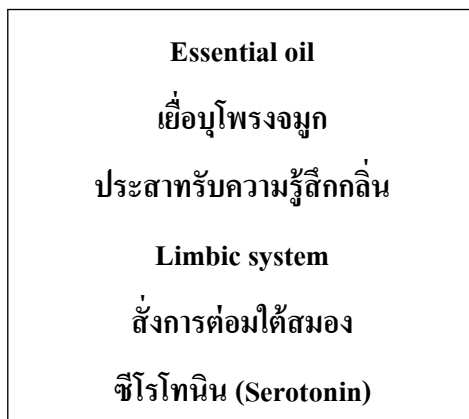 Essential oil
เยื่อบุโพรงจมูก
ประสาทรับความรู้สึกกลิ่น
Limbic system
สั่งการต่อมใต้สมอง
ซีโรโทนิน (Serotonin)